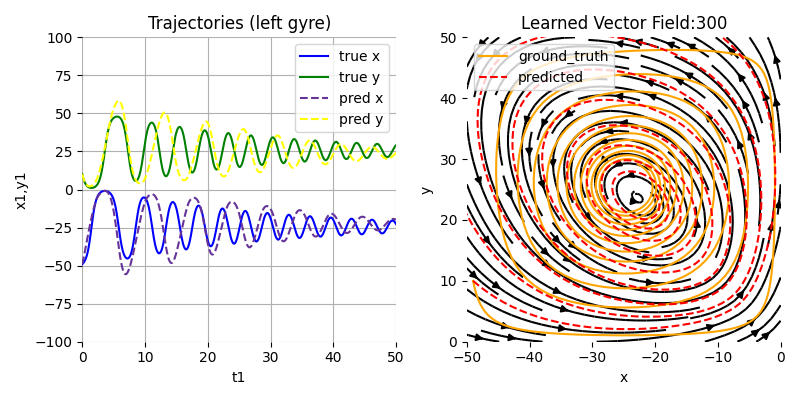 Trajectories (left gyre)
x1,y1
100
75
50
25
0
−25
−50
−75
−100
true x
true y
pred x
pred y
0 10 20 30 40 50
t1
Learned Vector Field:300
y
50
40
30
20
10
0
ground_truth
predicted
−50 −40 −30 −20 −10 0
x